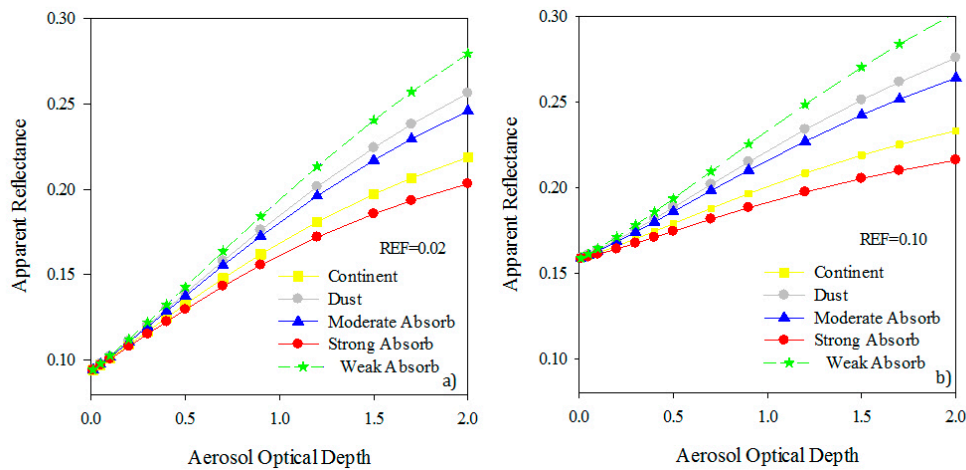 0.30
0.25
0.20
0.15
0.10
Apparent Reflectance
REF=0.02
Continent
Dust
Moderate Absorb
Strong Absorb
Weak Absorb
a)
0.0 0.5 1.0 1.5 2.0
Aerosol Optical Depth
0.30
0.25
0.20
0.15
0.10
Apparent Reflectance
REF=0.10
Continent
Dust
Moderate Absorb
Strong Absorb
Weak Absorb
b)
0.0 0.5 1.0 1.5 2.0
Aerosol Optical Depth